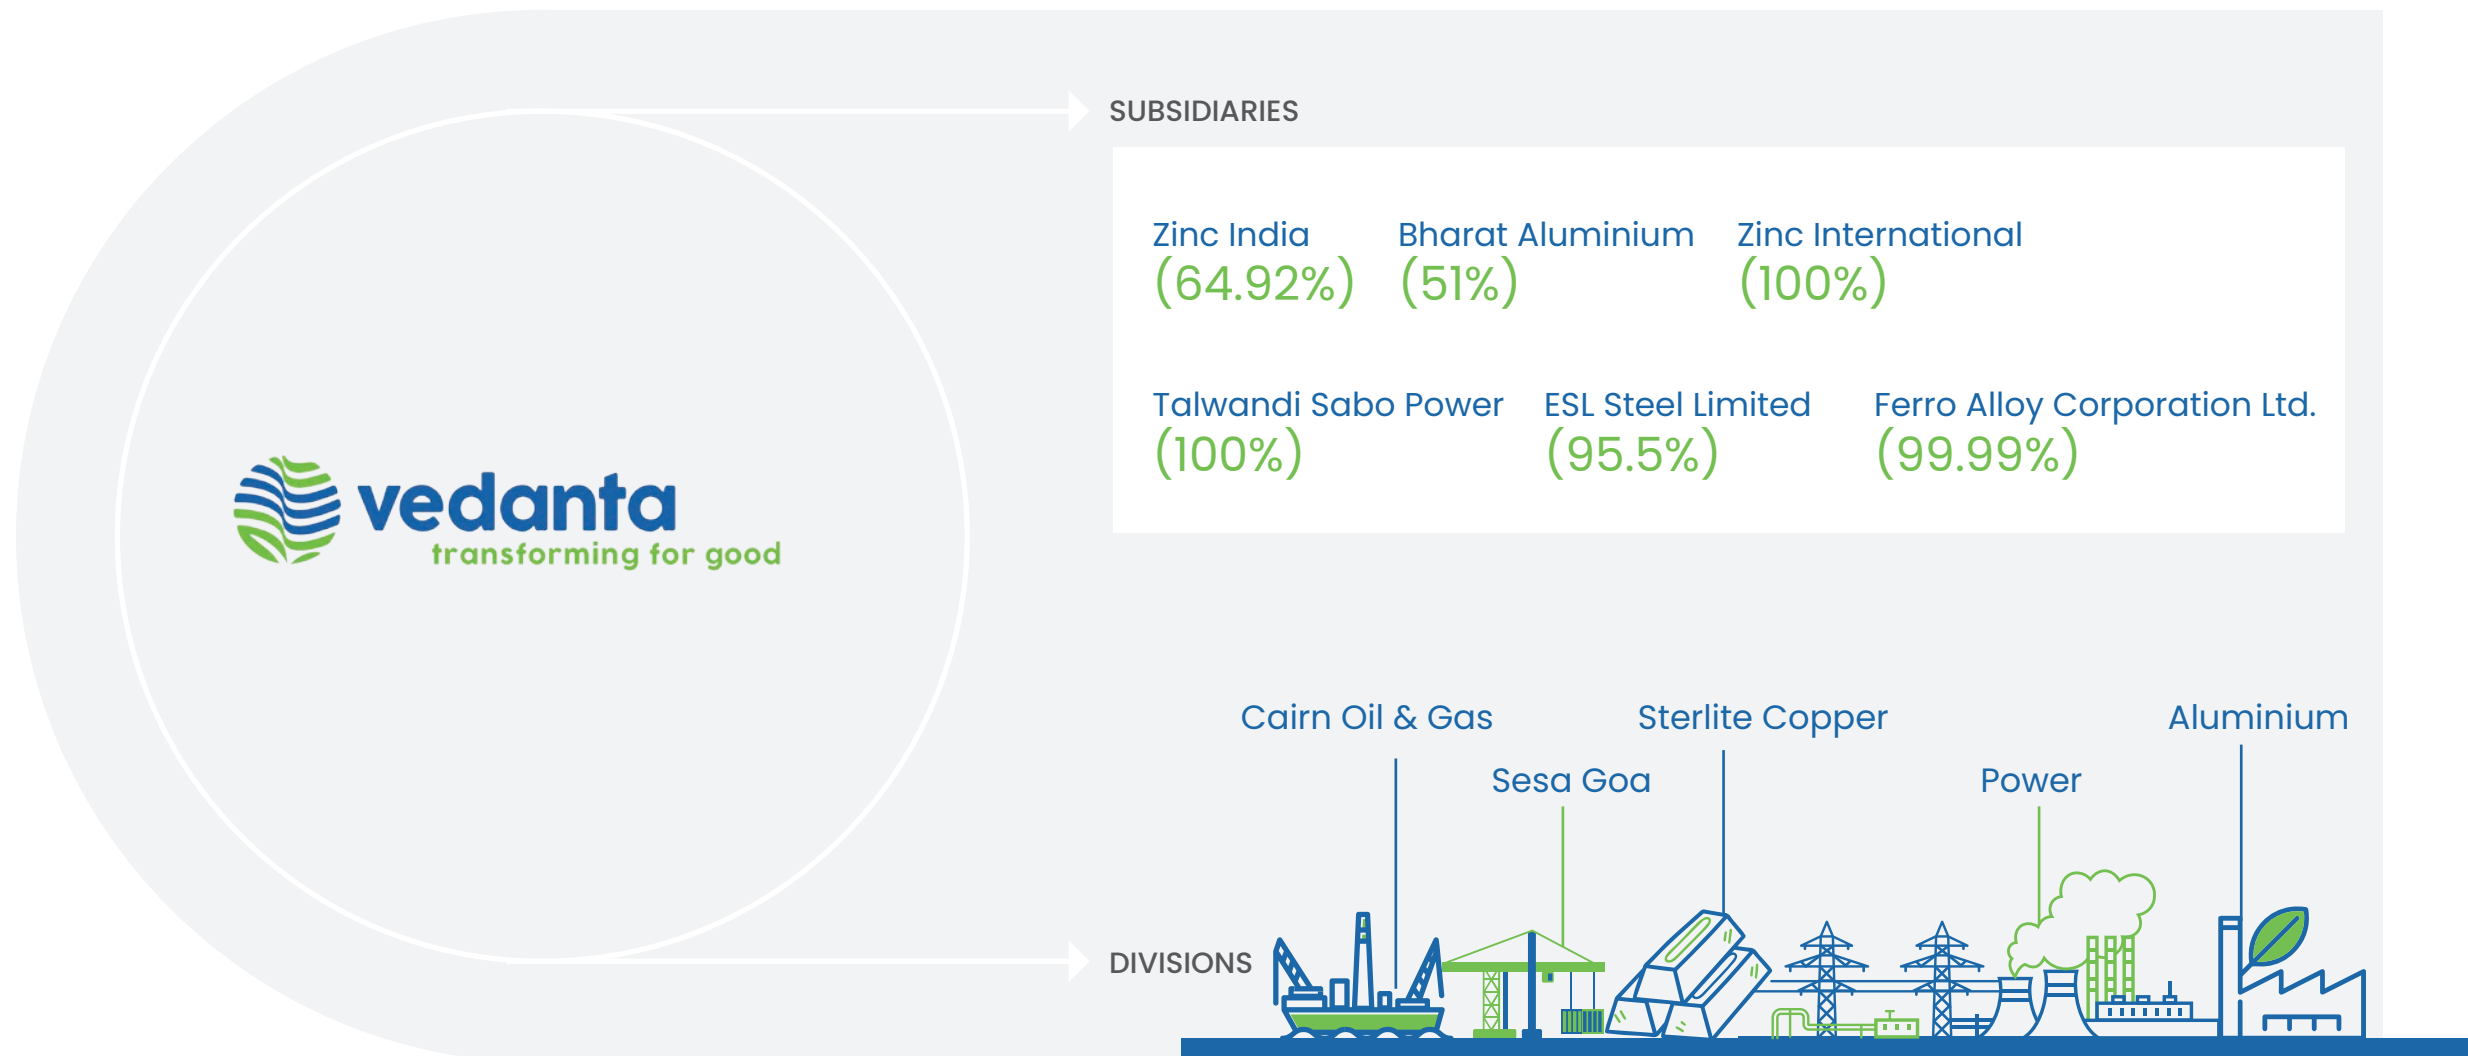 SUBSIDIARIES
Zinc India
(64.92%)
Bharat Aluminium
(51%)
Zinc International
(100%)
Talwandi Sabo Power
(100%)
ESL Steel Limited
(95.5%)
Ferro Alloy Corporation Ltd.
(99.99%)
vedanta
transforming for good
Cairn Oil & Gas
Sterlite Copper
Aluminium
Sesa Goa
Power
DIVISIONS